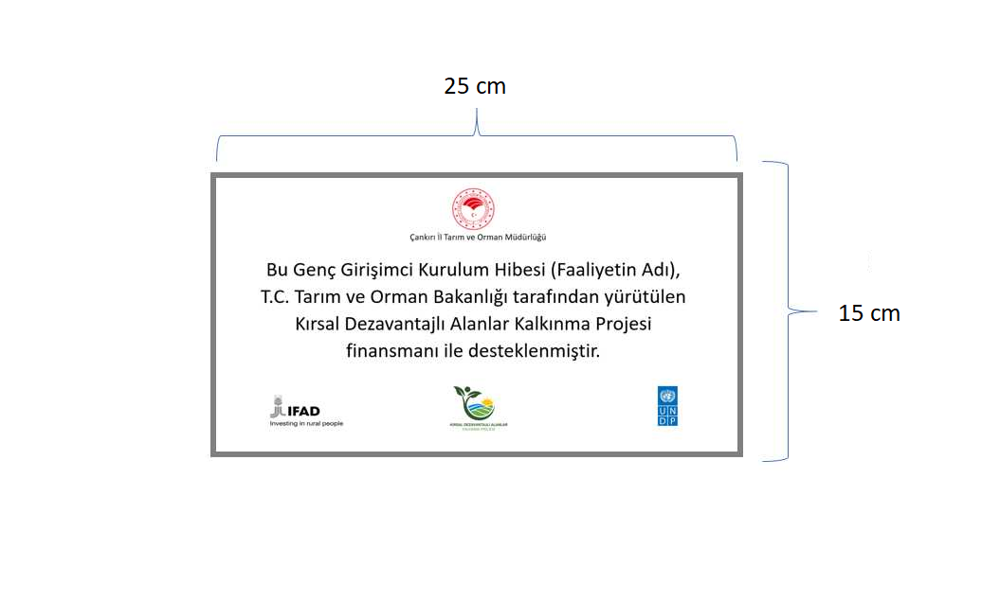 25 cm
Çankırı İl Tarım ve Orman Müdürlüğü
Bu Genç Girişimci Kurulum Hibesi (Faaliyetin Adı),
T.C. Tarım ve Orman Bakanlığı tarafından yürütülen
Kırsal Dezavantajlı Alanlar Kalkınma Projesi
finansmanı ile desteklenmiştir.
15 cm
IFAD
Investing in rural people
KIRSAL DEZAVANTAJLI ALANLAR
UN
DP